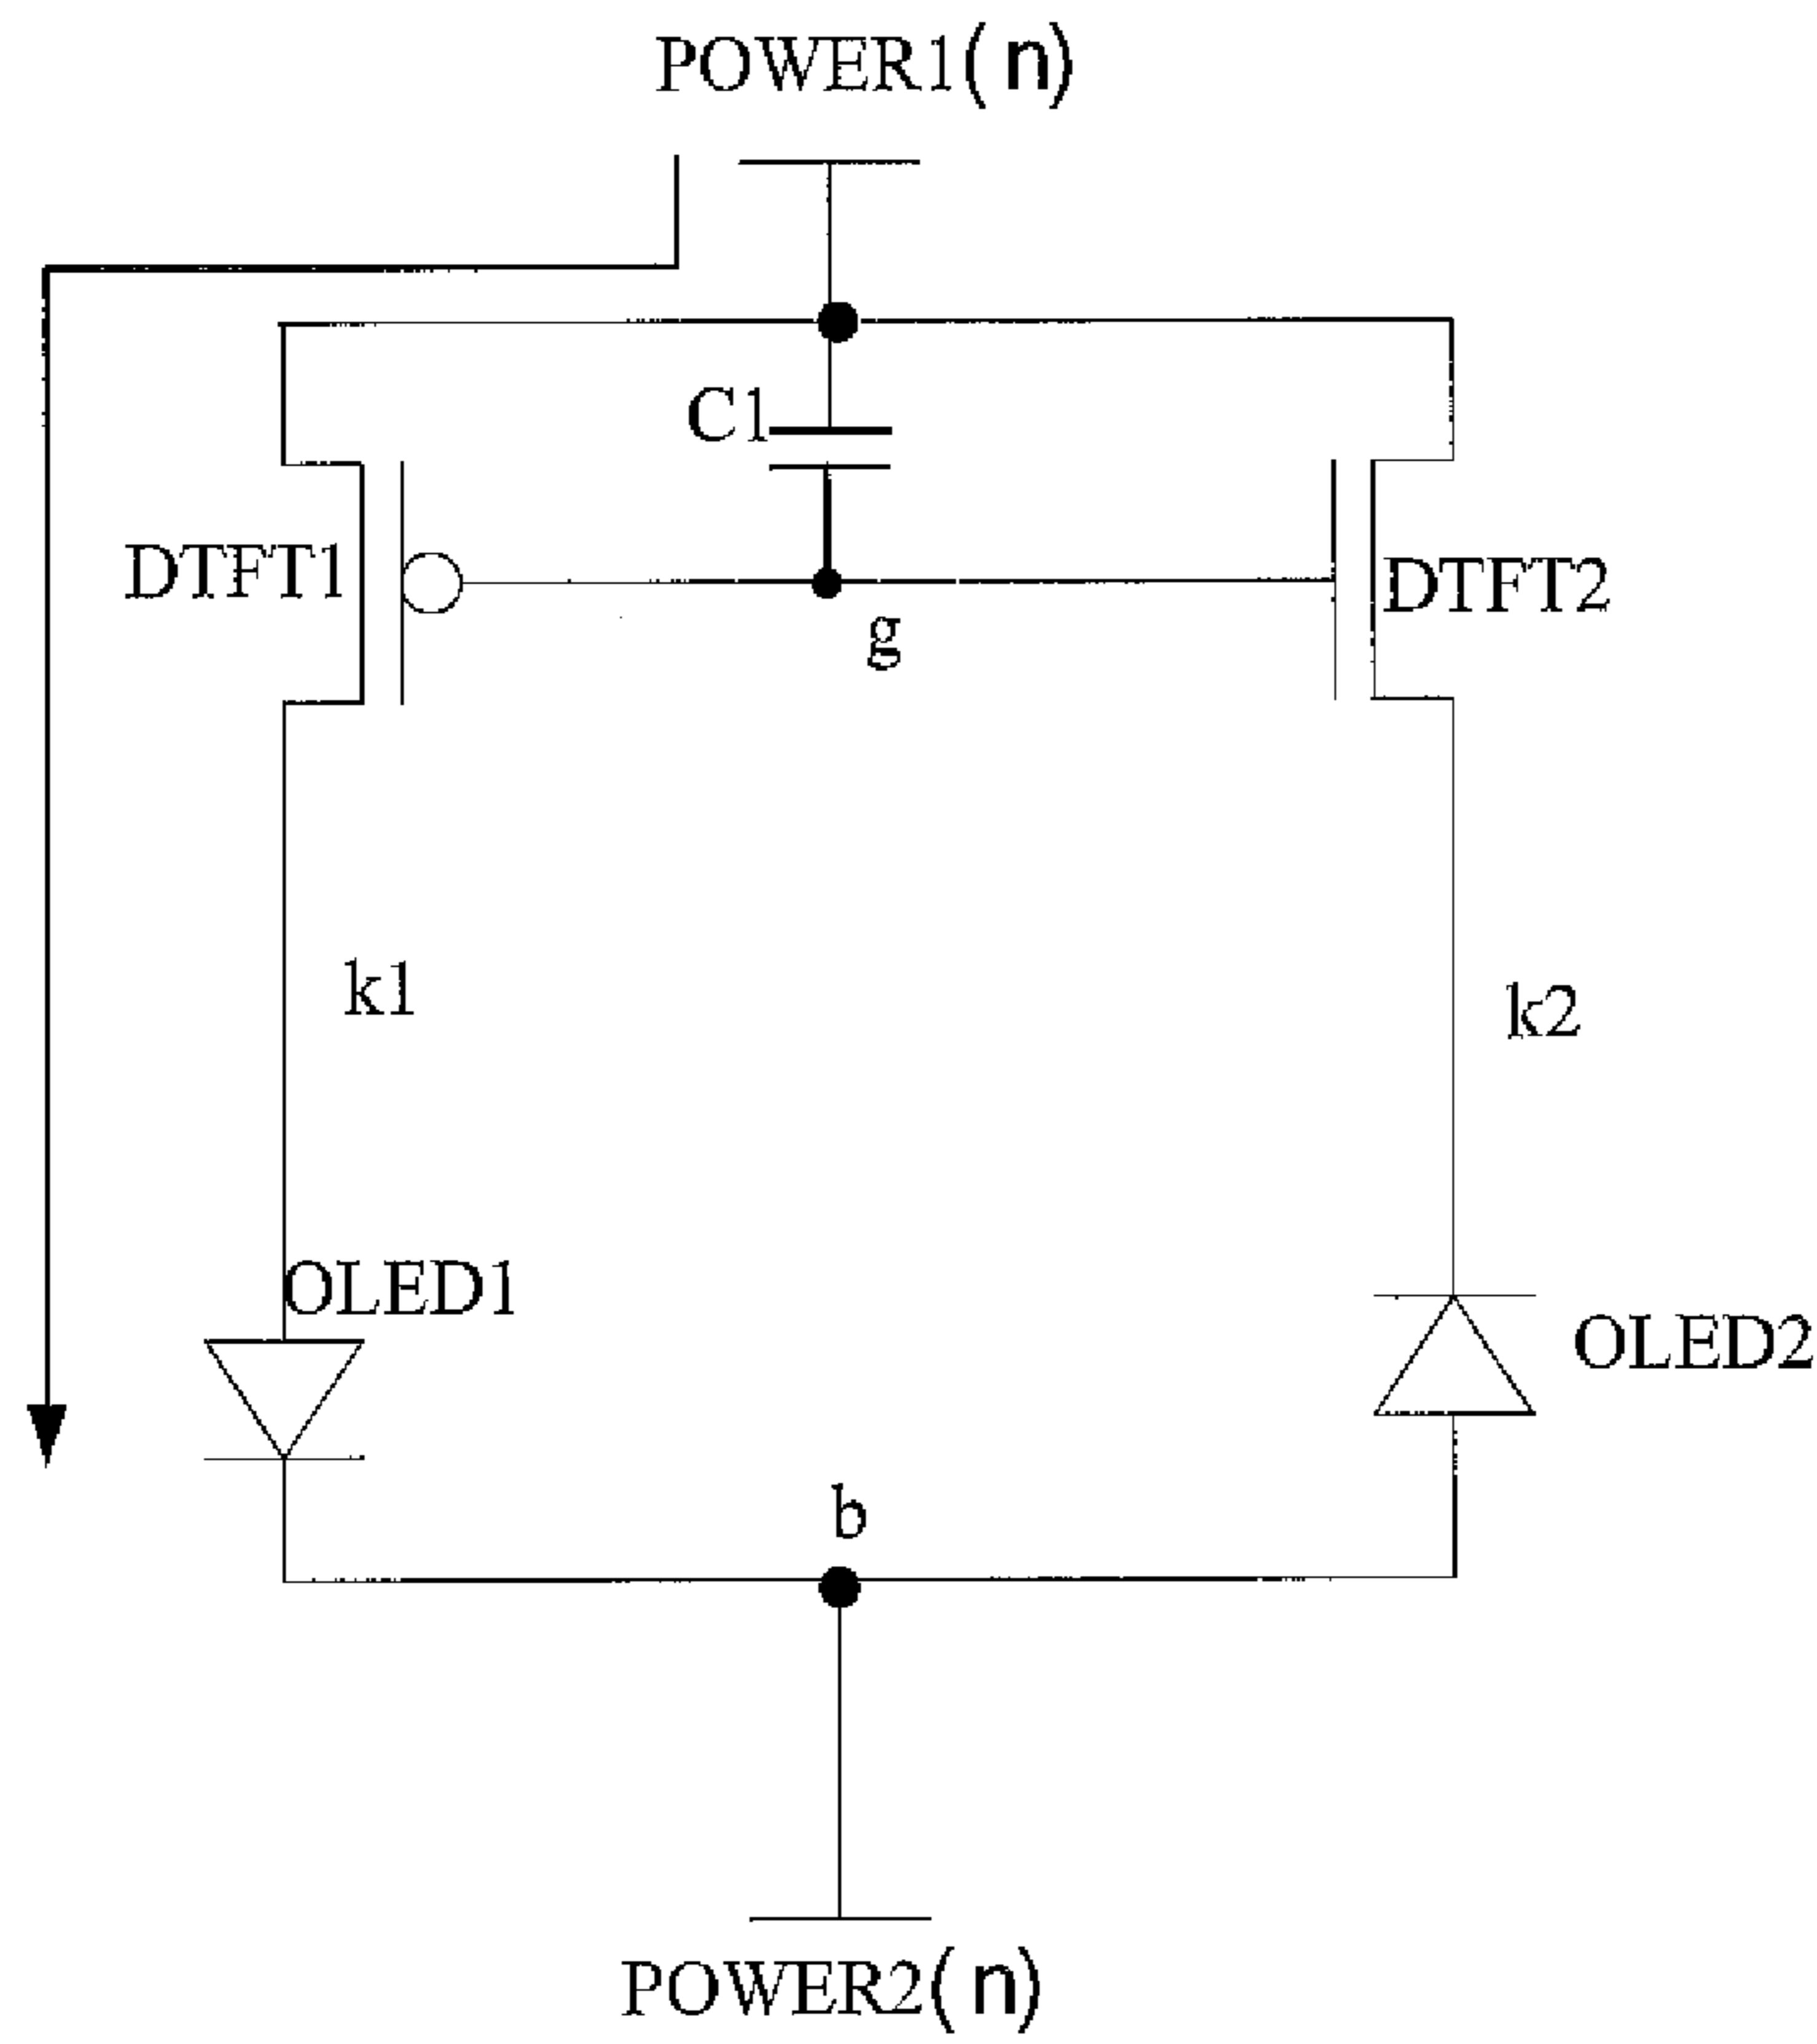 POWER1(n)
C1
DTFT1
DTFT2
g
k1
k2
OLED1
OLED2
b
POWER2(n)